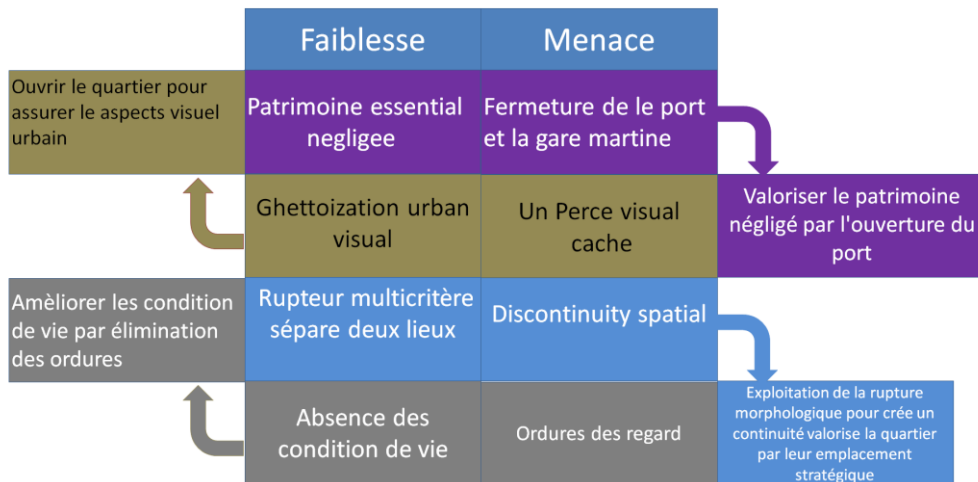 Faiblesse
Menace
Ouvrir le quartier pour
assurer le aspects visuel
urbain
Patrimoine essential
negligee
Fermeture de le port
et la gare martine
Ghettoization urban
visual
Un Perce visual
cache
Valoriser le patrimoine
négligé par l'ouverture du
port
Amèliorer les condition
de vie par élimination
des ordures
Rupteur multicritère
sépare deux lieux
Discontinuity spatial
Absence des
condition de vie
Ordures des regard
Exploitation de la rupture
morphologique pour crée un
continuité valorise la quartier
par leur emplacement
stratégique